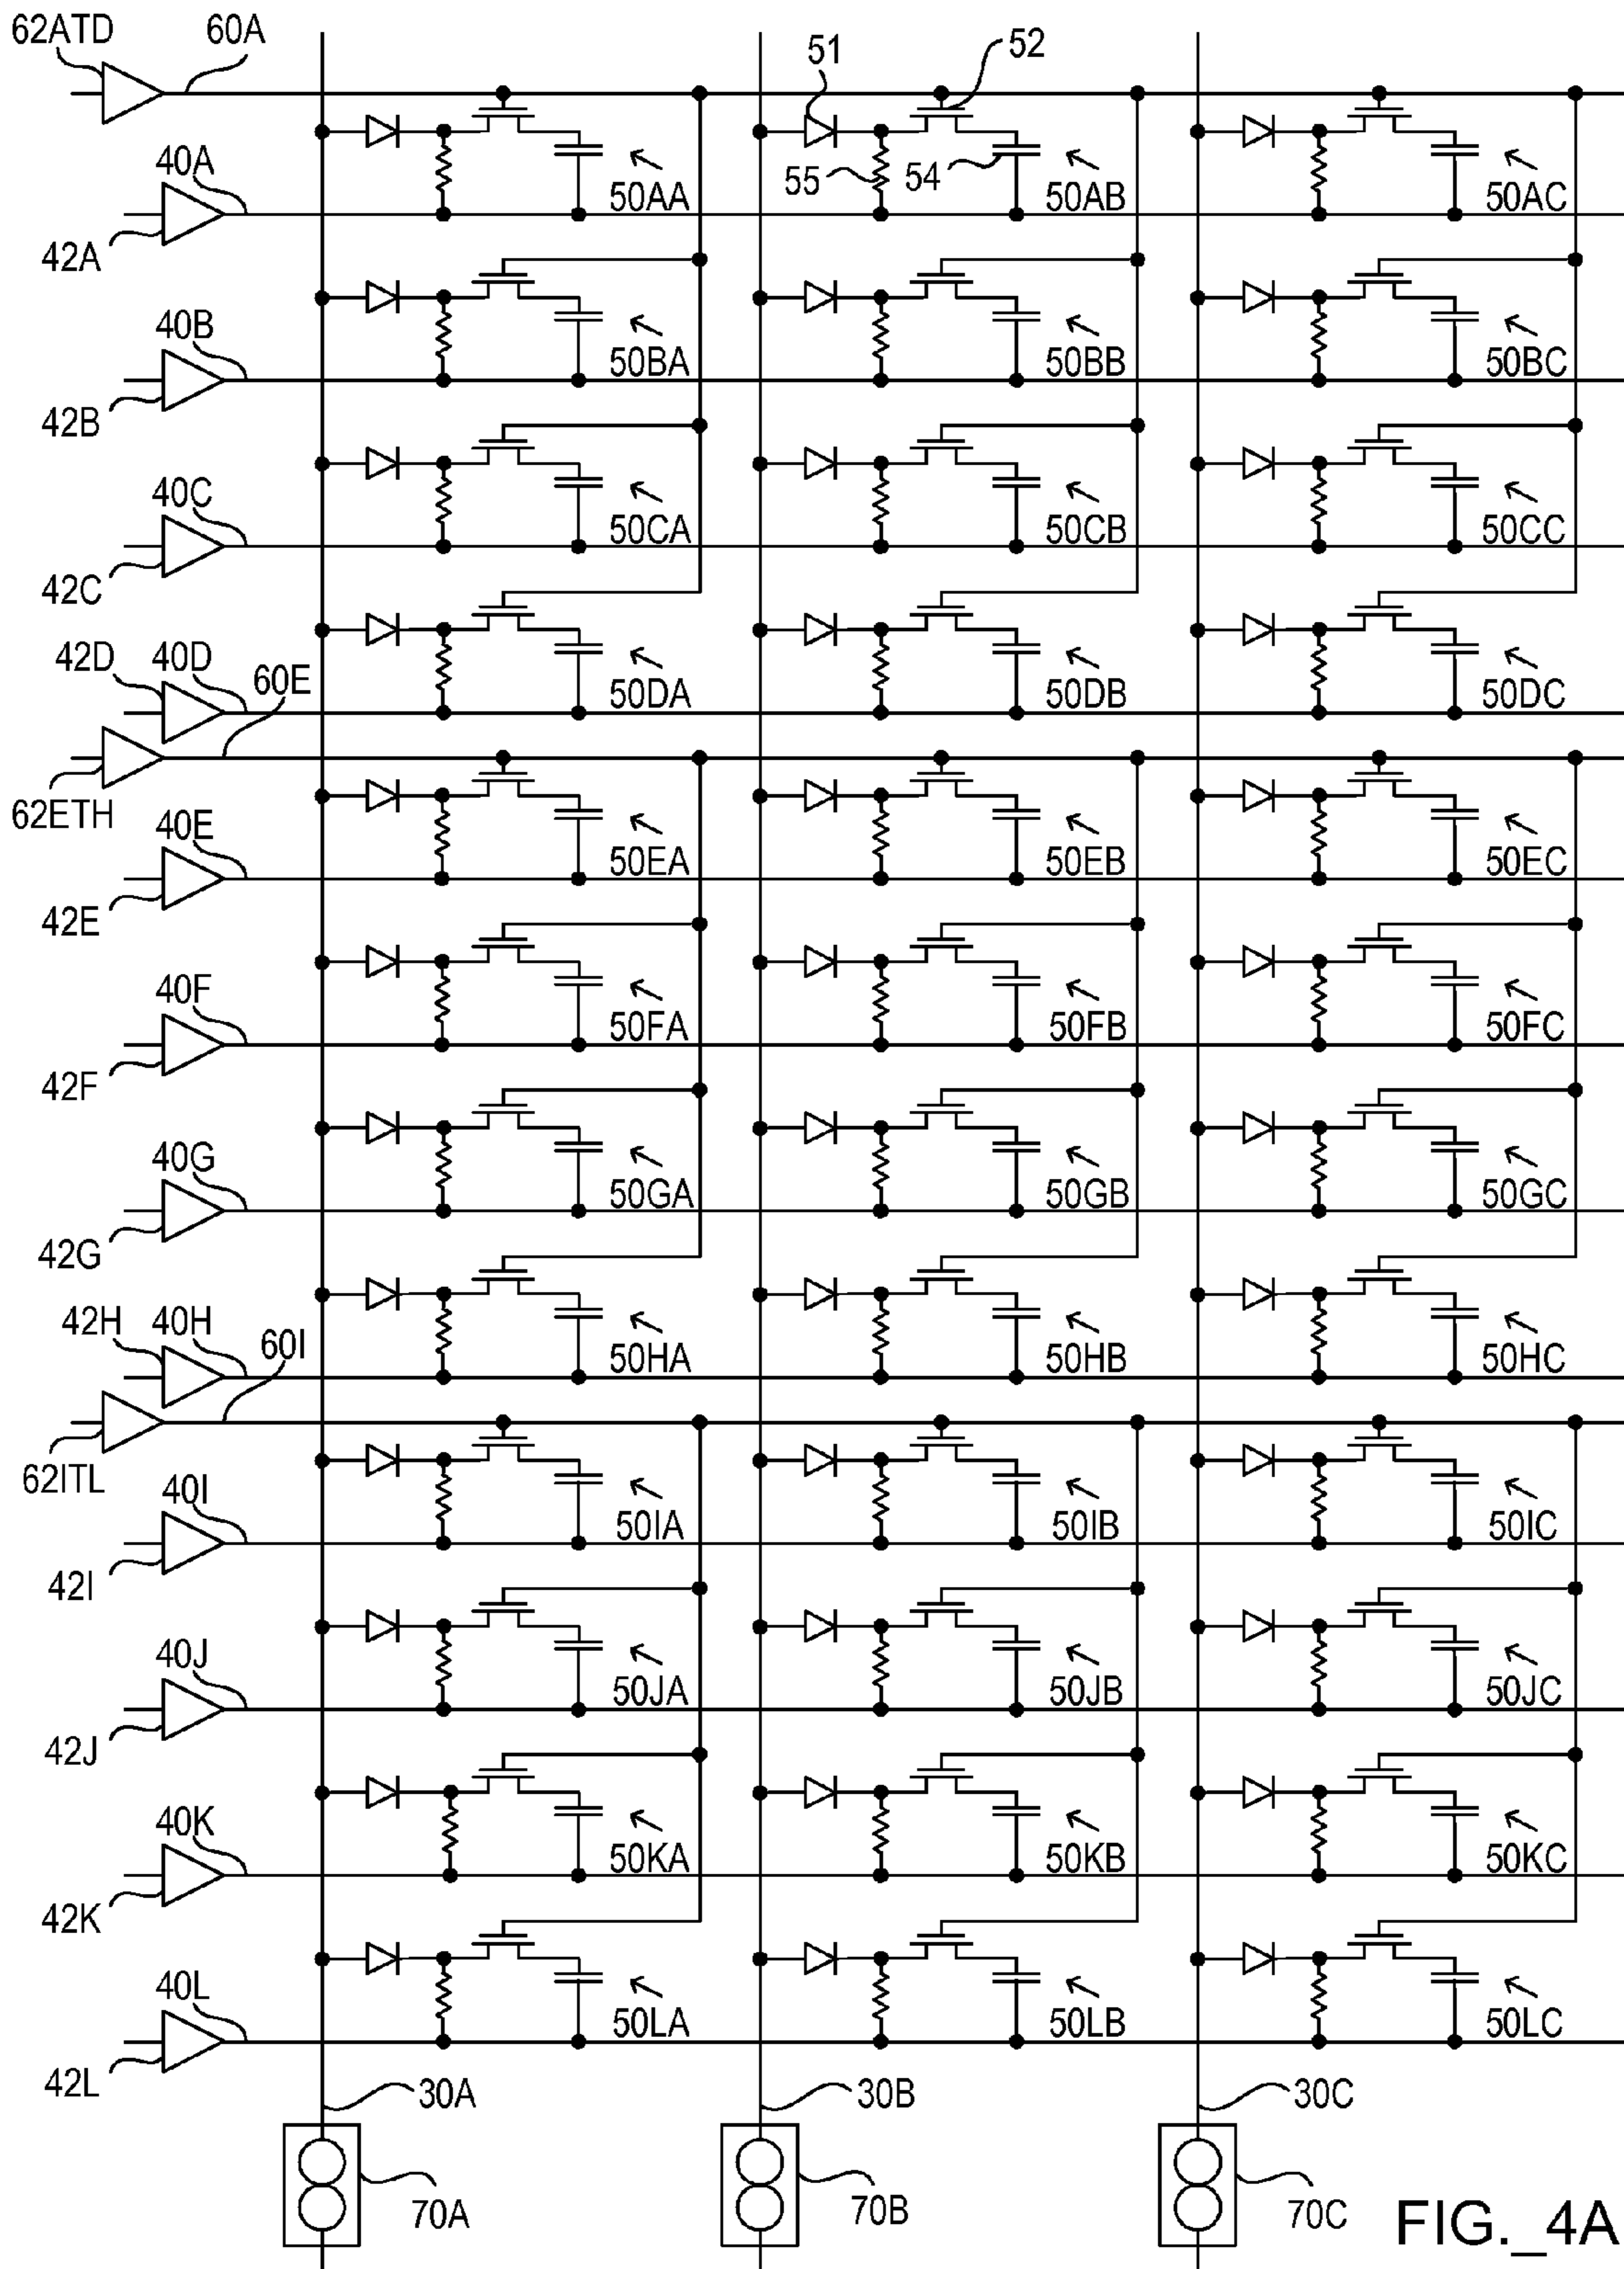 62ATD 60A 51 52
40A 55 54 50AA 50AB 50AC
42A
40B 50BA 50BB 50BC
42B
40C 50CA 50CB 50CC
42C
42D 40D 60E 50DA 50DB 50DC
62ETH 40E 50EA 50EB 50EC
42E
40F 50FA 50FB 50FC
42F
40G 50GA 50GB 50GC
42G
42H 40H 60I 50HA 50HB 50HC
62ITL 40I 50IA 50IB 50IC
42I
40J 50JA 50JB 50JC
42J
40K 50KA 50KB 50KC
42K
40L 50LA 50LB 50LC
42L
30A 30B 30C
70A 70B 70C
FIG._4A